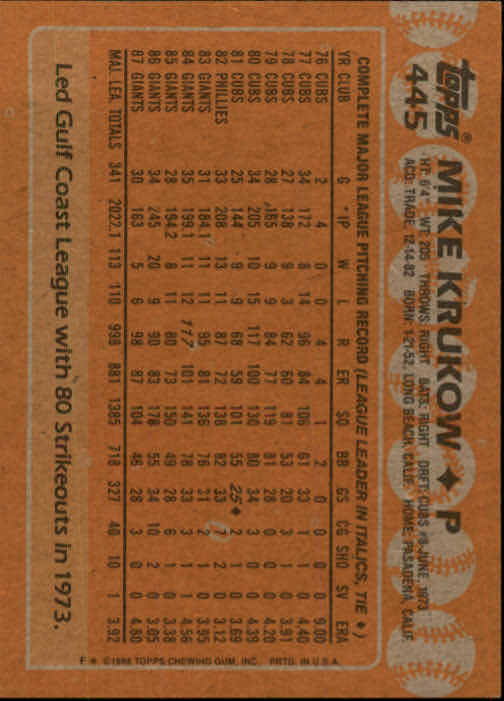 topps®
445
MIKE KRUKOW ♦ P
HT: 6'4" WT: 205 THROWS: RIGHT BATS: RIGHT DRFT: CUBS #8-JUNE, 1973
ACQ: TRADE, 12-14-82 BORN: 1-21-52, LONG BEACH, CALIF. HOME: PASADENA, CALIF.
COMPLETE MAJOR LEAGUE PITCHING RECORD (LEAGUE LEADER IN ITALICS, TIE ♦)
YR CLUB G IP W L R ER SO BB GS CG SHO SV ERA
76 CUBS 2 4 0 0 4 4 1 2 0 0 0 0 9.00
77 CUBS 34 172 8 14 96 84 106 61 33 1 1 0 4.40
78 CUBS 27 138 9 3 62 60 81 53 20 3 1 0 3.91
79 CUBS 28 165 9 9 84 77 119 81 28 0 0 0 4.20
80 CUBS 34 205 10 15 117 100 130 80 34 3 0 0 4.39
81 CUBS 25 144 9 9 68 59 101 55 25♦ 2 1 0 3.69
82 PHILLIES 33 208 13 11 87 72 138 82 33 7 2 0 3.12
83 GIANTS 31 184.1 11 11 95 81 136 76 31 2 1 0 3.95
84 GIANTS 35 199.1 11 12 117 101 141 78 33 3 1 1 4.56
85 GIANTS 28 194.2 8 11 80 73 150 49 28 6 1 0 3.38
86 GIANTS 34 245 20 9 90 83 178 55 34 10 2 0 3.05
87 GIANTS 30 163 5 6 98 87 104 46 28 3 0 0 4.80
MAJ. LEA. TOTALS 341 2022.1 113 110 998 881 1385 718 327 40 10 1 3.92
F * ©1988 TOPPS CHEWING GUM, INC. PRTD. IN U.S.A.
Led Gulf Coast League with 80 Strikeouts in 1973.